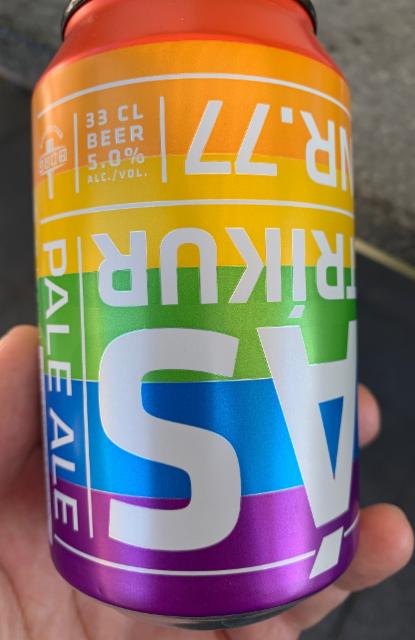 ÁS
TRÍKUR
NR.77
33 CL
BEER
5.0%
ALC./VOL.
PALE ALE